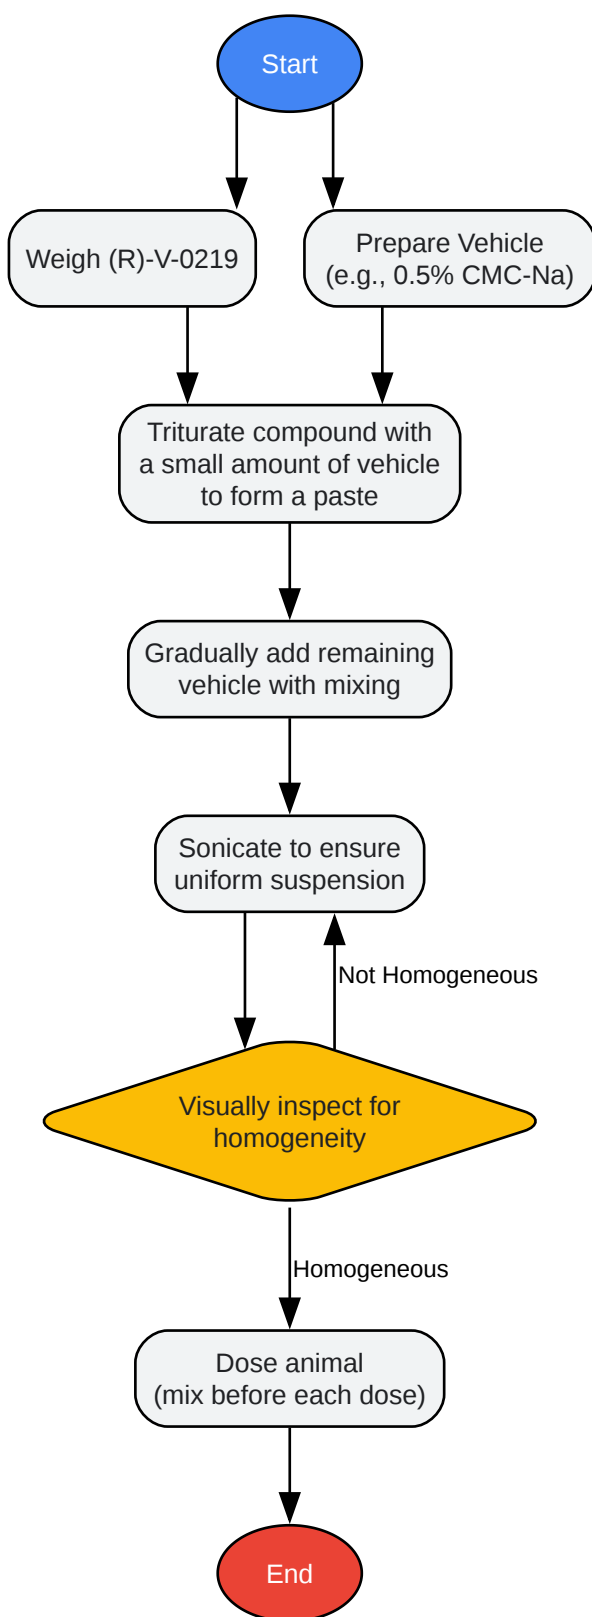 Start
Weigh (R)-V-0219
Prepare Vehicle
(e.g., 0.5% CMC-Na)
Triturate compound with
a small amount of vehicle
to form a paste
Gradually add remaining
vehicle with mixing
Sonicate to ensure
uniform suspension
Not Homogeneous
Visually inspect for
homogeneity
Homogeneous
Dose animal
(mix before each dose)
End